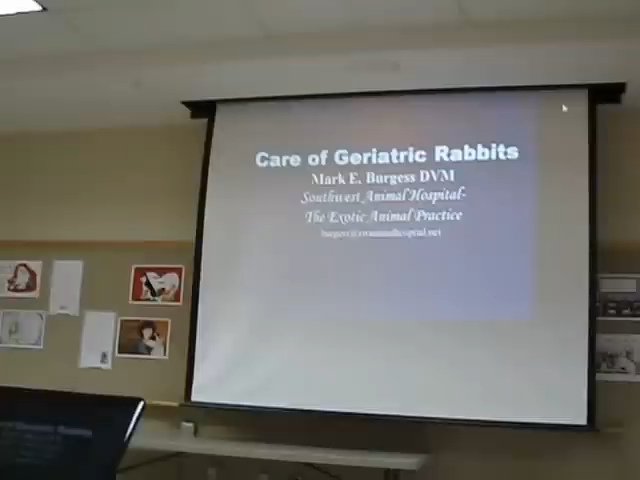 Care of Geriatric Rabbits
Mark E. Burgess DVM
Southwest Animal Hospital-
The Exotic Animal Practice